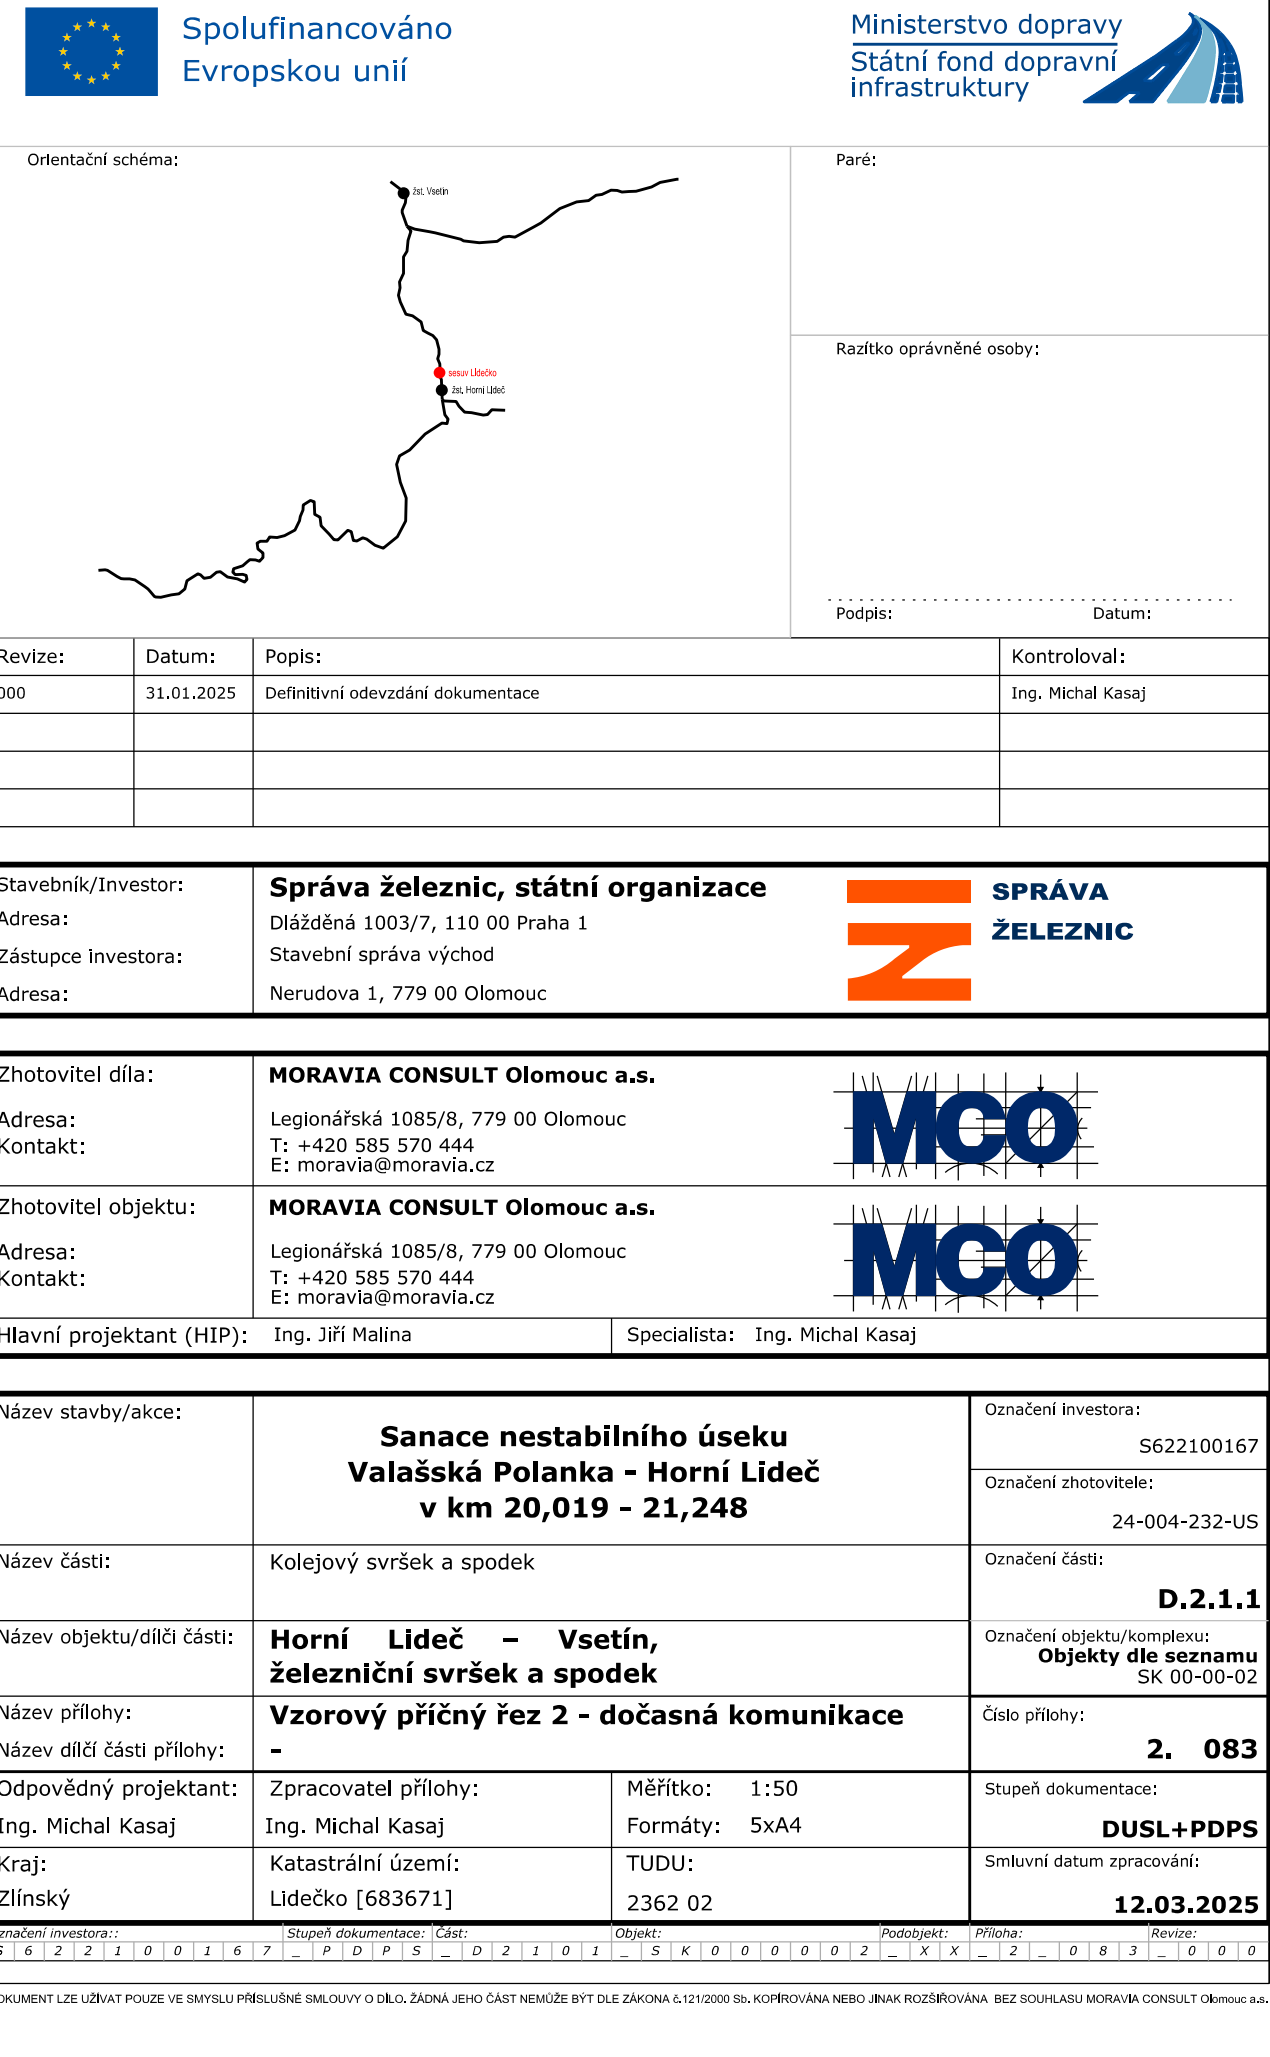 Spolufinancováno
Evropskou unií
Ministerstvo dopravy
Státní fond dopravní
infrastruktury
Orientační schéma:
žst. Vsetín
sesuv Lidečko
žst. Horní Lideč
Paré:
Razítko oprávněné osoby:
Podpis: Datum:
Revize: Datum: Popis: Kontroloval:
000 31.01.2025 Definitivní odevzdání dokumentace Ing. Michal Kasaj
Stavebník/Investor: Správa železnic, státní organizace
Adresa: Dlážděná 1003/7, 110 00 Praha 1
Zástupce investora: Stavební správa východ
Adresa: Nerudova 1, 779 00 Olomouc
SPRÁVA
ŽELEZNIC
Zhotovitel díla: MORAVIA CONSULT Olomouc a.s.
Adresa: Legionářská 1085/8, 779 00 Olomouc
Kontakt: T: +420 585 570 444
E: moravia@moravia.cz
MCO
Zhotovitel objektu: MORAVIA CONSULT Olomouc a.s.
Adresa: Legionářská 1085/8, 779 00 Olomouc
Kontakt: T: +420 585 570 444
E: moravia@moravia.cz
MCO
Hlavní projektant (HIP): Ing. Jiří Malina Specialista: Ing. Michal Kasaj
Název stavby/akce:
Sanace nestabilního úseku
Valašská Polanka - Horní Lideč
v km 20,019 - 21,248
Označení investora:
S622100167
Označení zhotovitele:
24-004-232-US
Název části: Kolejový svršek a spodek
Označení části:
D.2.1.1
Název objektu/dílči části: Horní Lideč – Vsetín,
železniční svršek a spodek
Označení objektu/komplexu:
Objekty dle seznamu
SK 00-00-02
Název přílohy: Vzorový příčný řez 2 - dočasná komunikace
Název dílčí části přílohy: -
Číslo přílohy:
2. 083
Odpovědný projektant: Zpracovatel přílohy: Měřítko: 1:50
Ing. Michal Kasaj Ing. Michal Kasaj Formáty: 5xA4
Stupeň dokumentace:
DUSL+PDPS
Kraj: Katastrální území: TUDU:
Zlínský Lidečko [683671] 2362 02
Smluvní datum zpracování:
12.03.2025
značení investora:: Stupeň dokumentace: Část: Objekt: Podobjekt: Příloha: Revize:
S 6 2 2 1 0 0 1 6 7 _ P D P S _ D 2 1 0 1 _ S K 0 0 0 0 0 2 _ X X _ 2 _ 0 8 3 _ 0 0 0
OKUMENT LZE UŽÍVAT POUZE VE SMYSLU PŘÍSLUŠNÉ SMLOUVY O DÍLO. ŽÁDNÁ JEHO ČÁST NEMŮŽE BÝT DLE ZÁKONA č.121/2000 Sb. KOPÍROVÁNA NEBO JINAK ROZŠIŘOVÁNA BEZ SOUHLASU MORAVIA CONSULT Olomouc a.s.